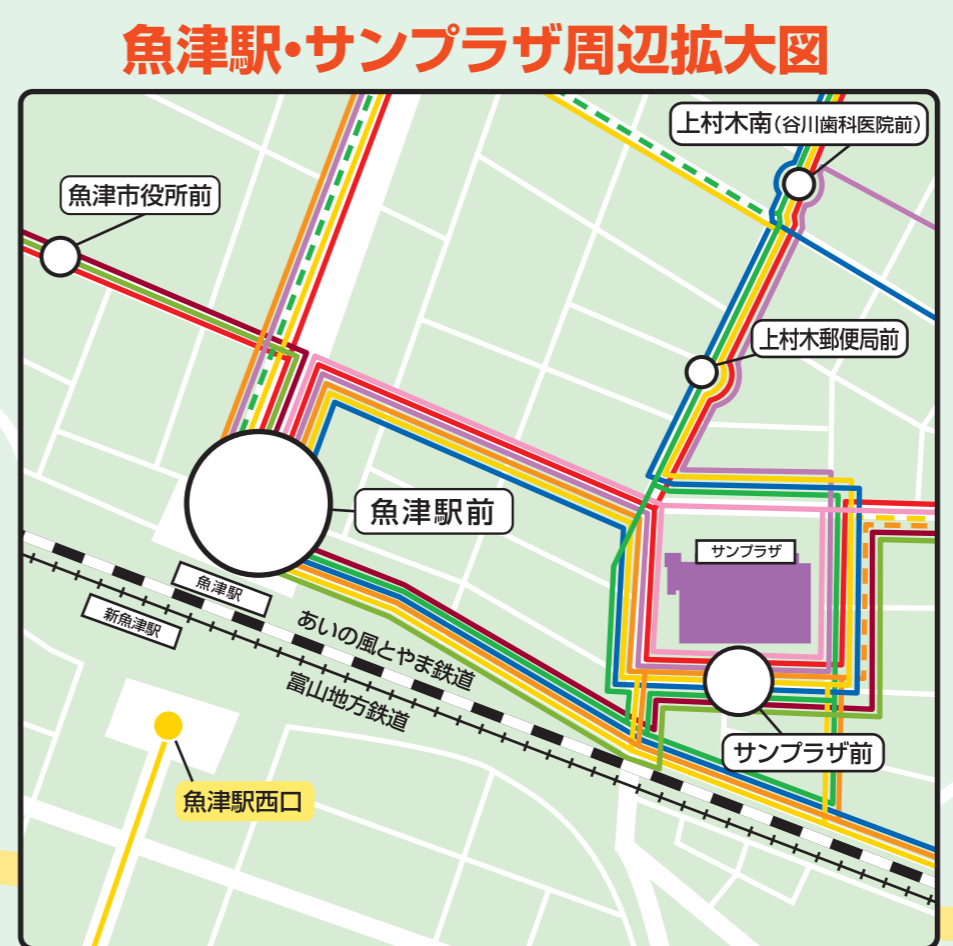 魚津駅・サンプラザ周辺拡大図
上村木南(谷川歯科医院前)
魚津市役所前
上村木郵便局前
魚津駅前
サンプラザ
魚津駅
新魚津駅
あいの風とやま鉄道
富山地方鉄道
サンプラザ前
魚津駅西口